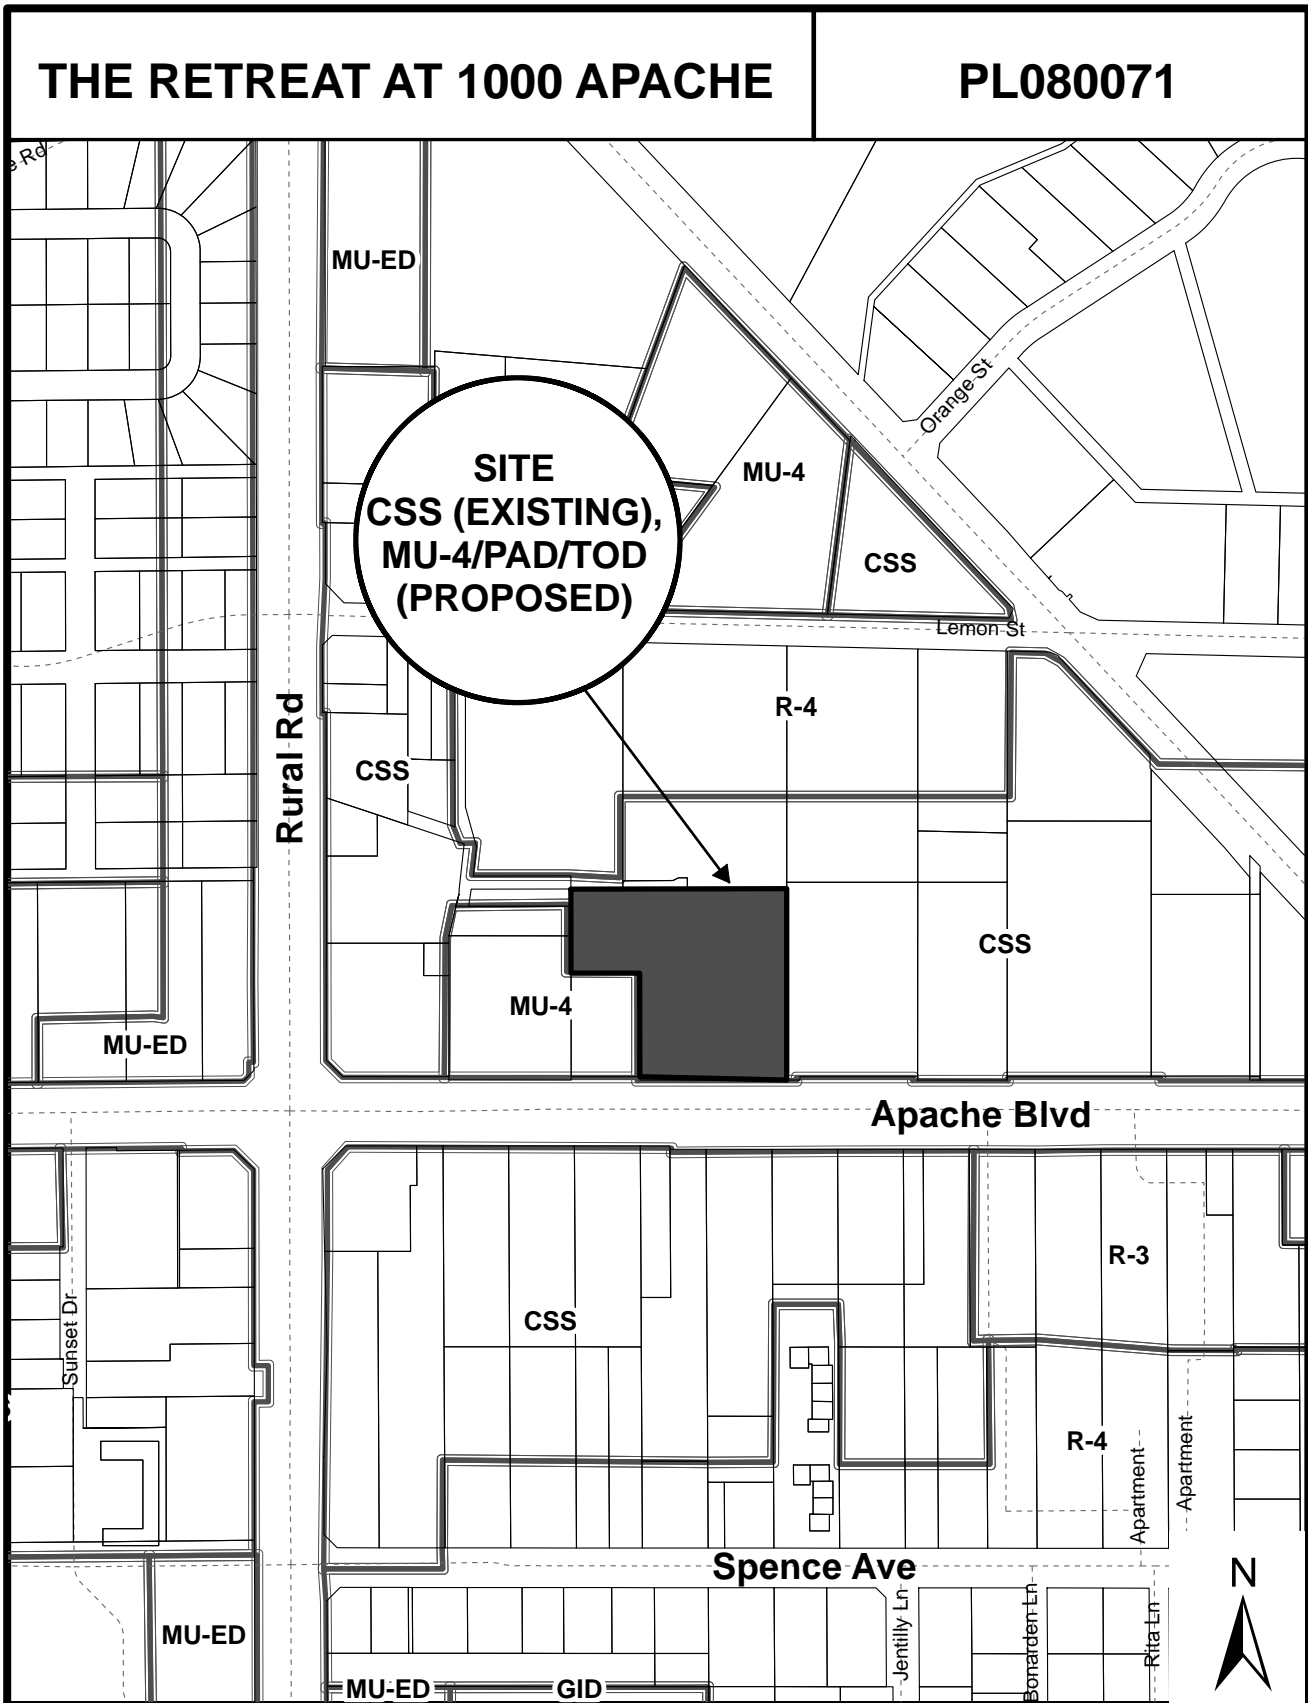 THE RETREAT AT 1000 APACHE
PL080071
e Rd
MU-ED
Orange St
SITE
CSS (EXISTING),
MU-4/PAD/TOD
(PROPOSED)
MU-4
CSS
Lemon St
R-4
Rural Rd
CSS
CSS
MU-4
MU-ED
Apache Blvd
R-3
CSS
Sunset Dr
R-4
Apartment
Apartment
Spence Ave
N
MU-ED
Jentilly Ln
Bonarden Ln
Rita Ln
MU-ED
GID